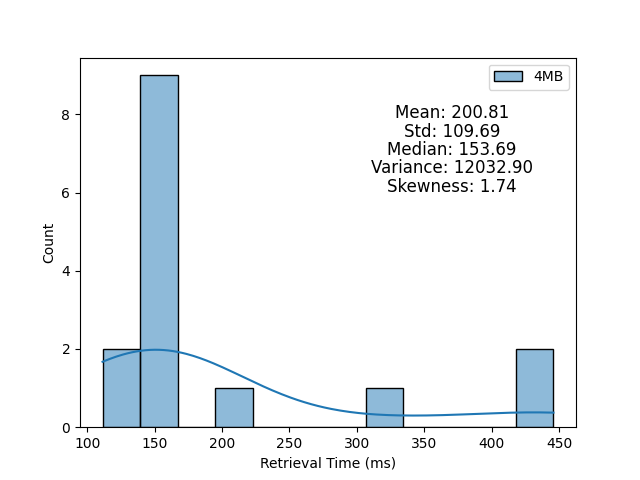 4MB
Mean: 200.81
Std: 109.69
Median: 153.69
Variance: 12032.90
Skewness: 1.74
Count
8
6
4
2
0
100 150 200 250 300 350 400 450
Retrieval Time (ms)